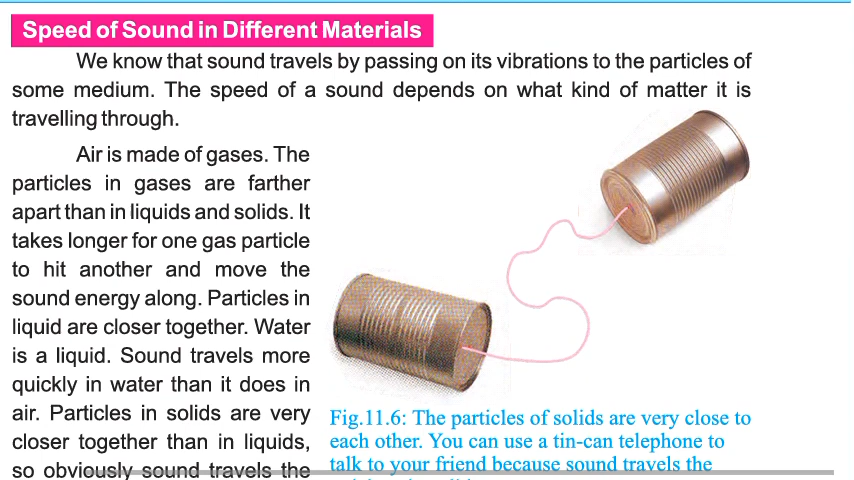 Speed of Sound in Different Materials
We know that sound travels by passing on its vibrations to the particles of
some medium. The speed of a sound depends on what kind of matter it is
travelling through.
Air is made of gases. The
particles in gases are farther
apart than in liquids and solids. It
takes longer for one gas particle
to hit another and move the
sound energy along. Particles in
liquid are closer together. Water
is a liquid. Sound travels more
quickly in water than it does in
air. Particles in solids are very
closer together than in liquids,
so obviously sound travels the
Fig.11.6: The particles of solids are very close to
each other. You can use a tin-can telephone to
talk to your friend because sound travels the